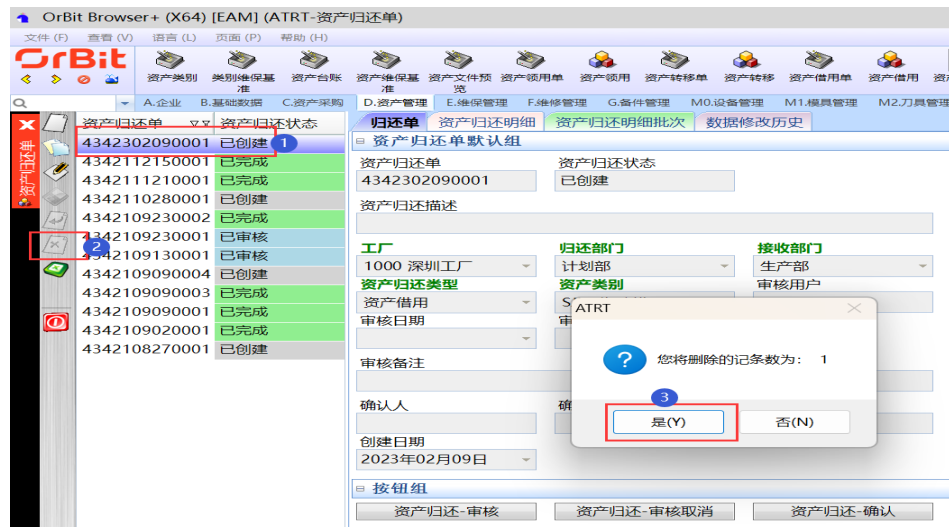 OrBit Browser+ (X64) [EAM] (ATRT-资产归还单)
文件 (F) 查看 (V) 语言 (L) 页面 (P) 帮助 (H)
OrBit
资产类别 类别维保基准 资产台账 资产维保基准 资产文件预览 资产领用单 资产领用 资产转移单 资产转移 资产借用单 资产借用
A.企业 B.基础数据 C.资产采购 D.资产管理 E.维保管理 F.维修管理 G.备件管理 M0.设备管理 M1.模具管理 M2.刀具管理
资产归还单
资产归还单 资产归还状态
4342302090001 已创建 1
4342112150001 已完成
4342111210001 已完成
4342110280001 已创建
4342109230002 已完成
4342109230001 已审核
2
4342109130001 已审核
4342109090004 已创建
4342109090003 已完成
4342109090001 已完成
4342109020001 已完成
4342108270001 已创建
归还单 资产归还明细 资产归还明细批次 数据修改历史
资产归还单默认组
资产归还单 资产归还状态
4342302090001 已创建
资产归还描述
工厂 归还部门 接收部门
1000 深圳工厂 计划部 生产部
资产归还类型 资产类别 审核用户
资产借用
审核日期
审核备注
确认人
创建日期
2023年02月09日
按钮组
资产归还-审核 资产归还-审核取消 资产归还-确认
ATRT
您将删除的记条数为: 1
3
是(Y) 否(N)